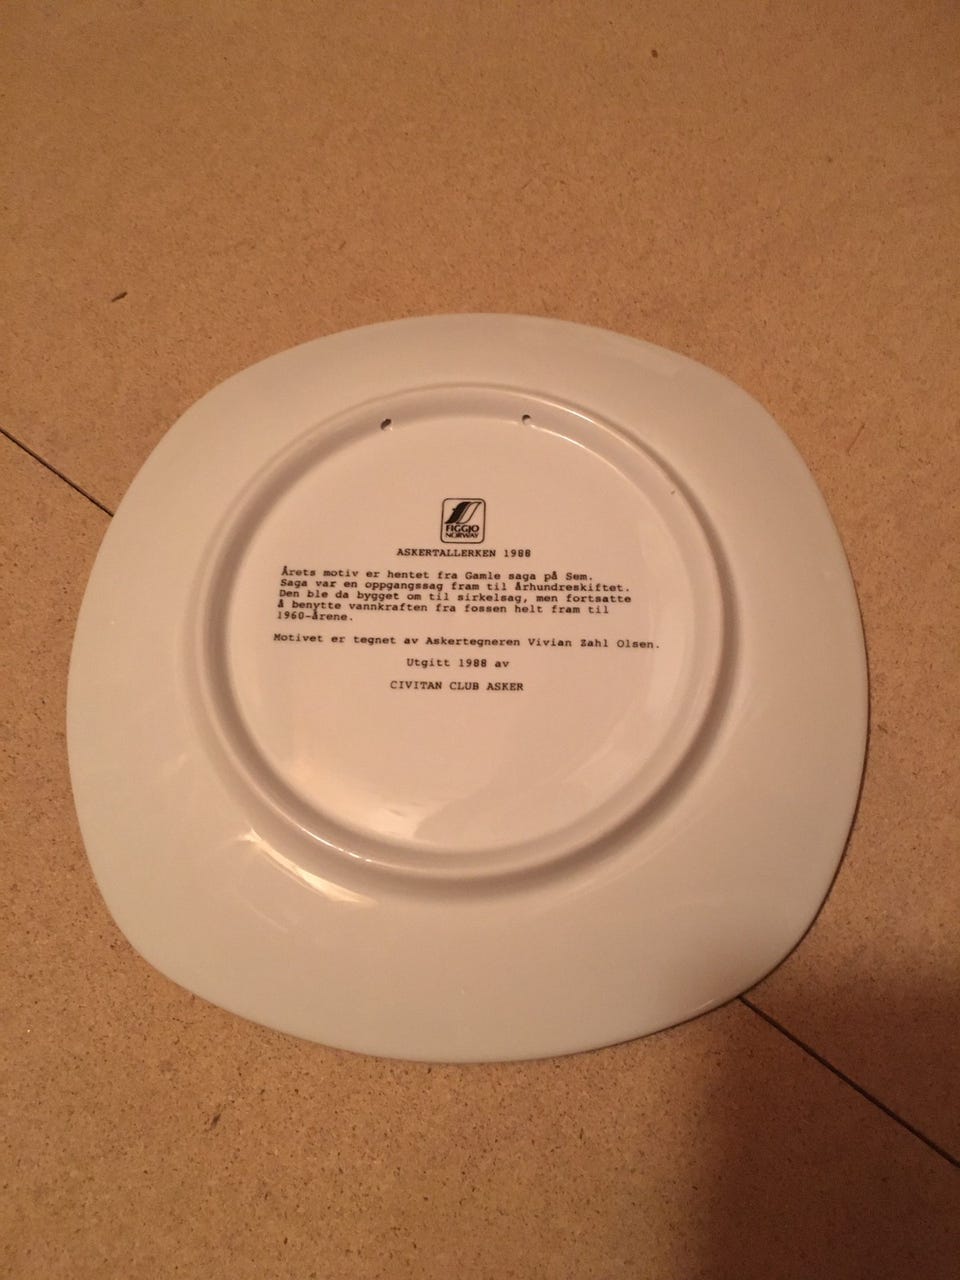 FIGGJO
NORWAY
ASKERTALLERKEN 1988
Årets motiv er hentet fra Gamle saga på Sem.
Saga var en oppgangssag fram til århundreskiftet.
Den ble da bygget om til sirkelsag, men fortsatte
å benytte vannkraften fra fossen helt fram til
1960-årene.
Motivet er tegnet av Askertegneren Vivian Zahl Olsen.
Utgitt 1988 av
CIVITAN CLUB ASKER